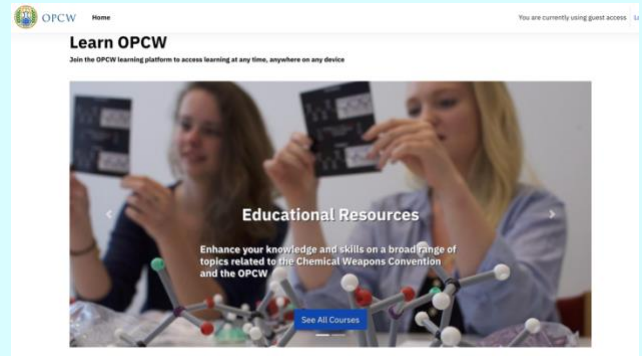 OPCW Home You are currently using guest access
Learn OPCW
Join the OPCW learning platform to access learning at any time, anywhere on any device
Educational Resources
Enhance your knowledge and skills on a broad range of
topics related to the Chemical Weapons Convention
and the OPCW
See All Courses